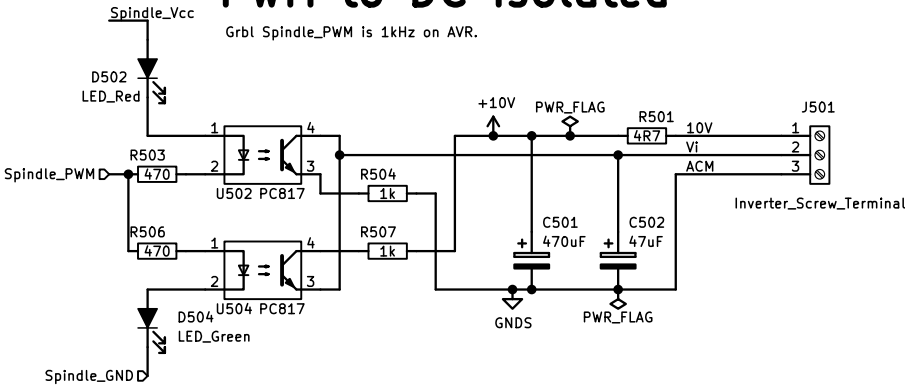 PWM to DC Isolated
Spindle_Vcc
Grbl Spindle_PWM is 1kHz on AVR.
D502
LED_Red
+10V
PWR_FLAG
R501
4R7
J501
10V
1
Vi
2
ACM
3
Inverter_Screw_Terminal
1
4
2
3
U502 PC817
R503
470
Spindle_PWM
R504
1k
R506
470
R507
1k
1
4
2
3
U504 PC817
C501
470uF
+
C502
47uF
+
GNDS
PWR_FLAG
D504
LED_Green
Spindle_GND